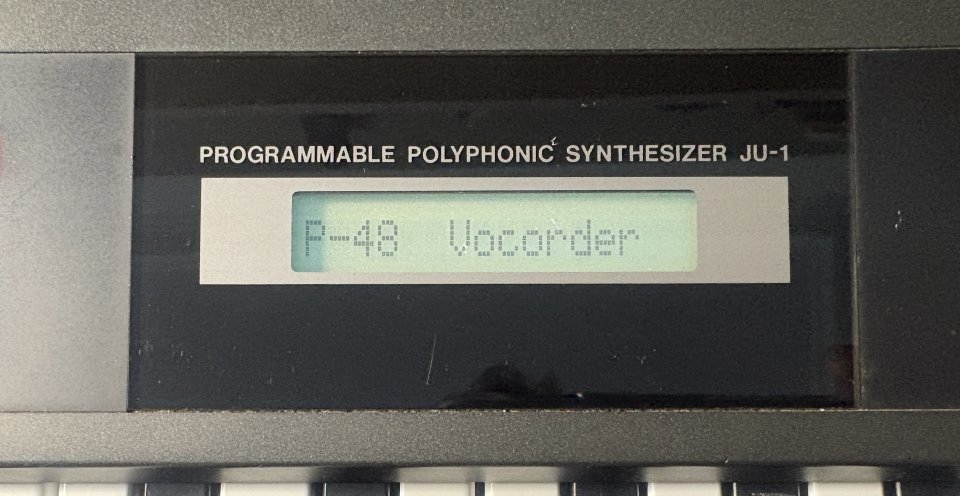 PROGRAMMABLE POLYPHONIC SYNTHESIZER JU-1
P-48 Vocorder